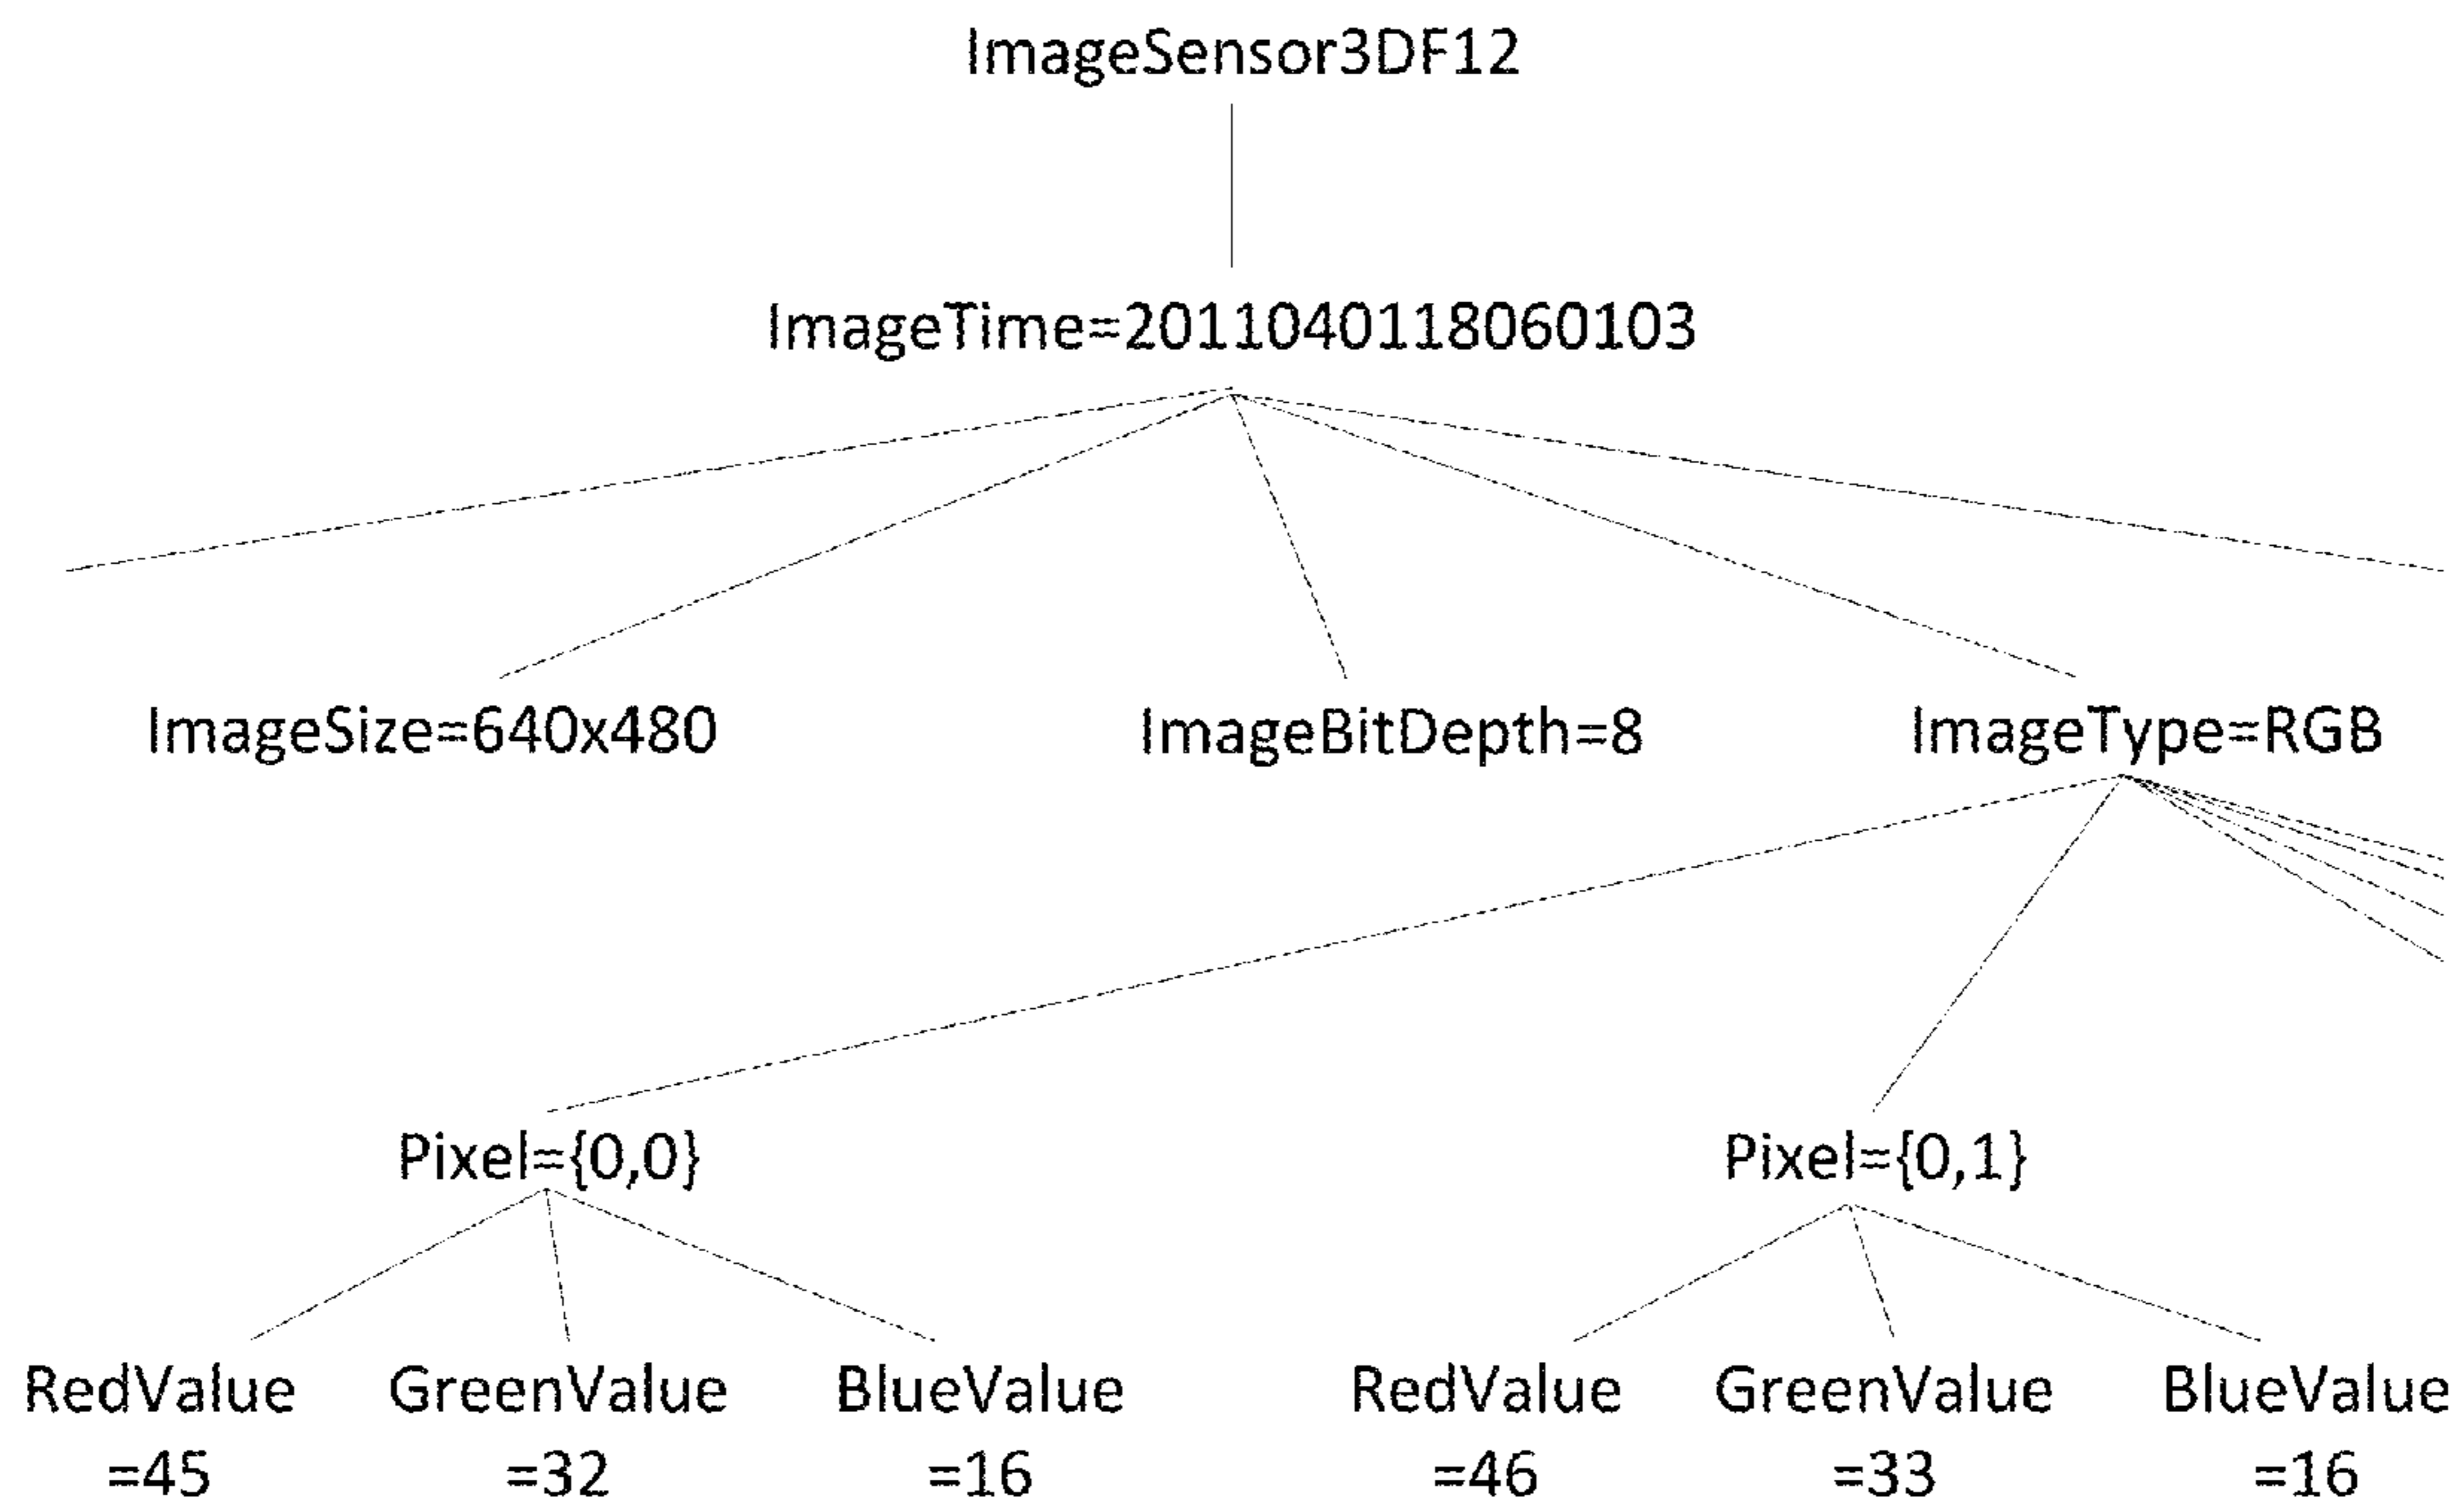 ImageSensor3DF12
ImageTime=2011040118060103
ImageSize=640x480 ImageBitDepth=8 ImageType=RGB
Pixel={0,0} Pixel={0,1}
RedValue GreenValue BlueValue RedValue GreenValue BlueValue
=45 =32 =16 =46 =33 =16